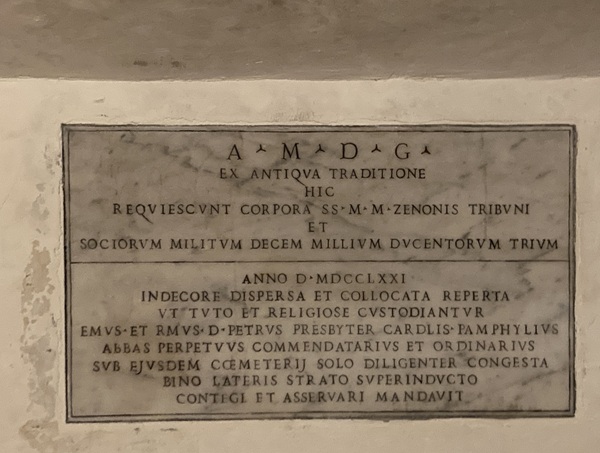 A · M · D · G ·
EX ANTIQVA TRADITIONE
HIC
REQVIESCVNT CORPORA SS · M · M · ZENONIS TRIBVNI
ET
SOCIORVM MILITVM DECEM MILLIVM DVCENTORVM TRIVM
ANNO D · MDCCLXXI
INDECORE DISPERSA ET COLLOCATA REPERTA
VT TVTO ET RELIGIOSE CVSTODIANTVR
EMVS · ET RMVS · D · PETRVS PRESBYTER CARDLIS · PAMPHYLIVS
ABBAS PERPETVVS COMMENDATARIVS ET ORDINARIVS
SVB EJVSDEM CŒMETERIJ SOLO DILIGENTER CONGESTA
BINO LATERIS STRATO SVPERINDVCTO
CONTEGI ET ASSERVARI MANDAVIT